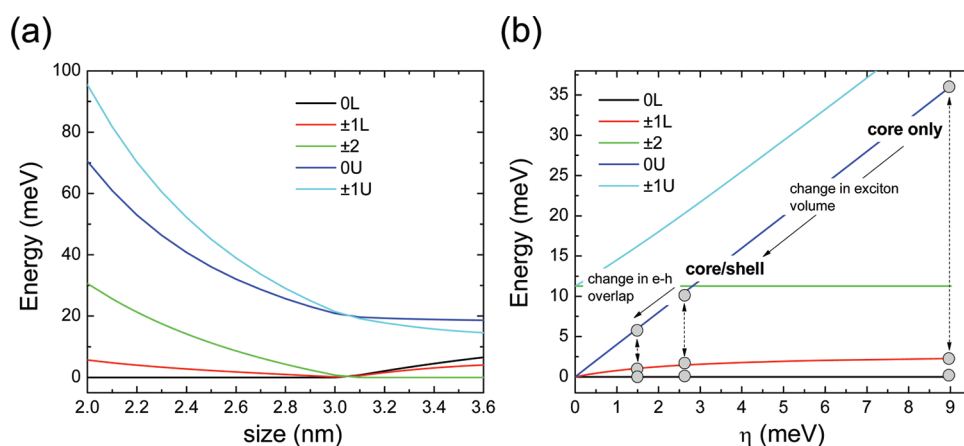 (a)
(b)
100
80
60
40
20
0
Energy (meV)
2.0 2.2 2.4 2.6 2.8 3.0 3.2 3.4 3.6
size (nm)
0L
±1L
±2
0U
±1U
35
30
25
20
15
10
5
0
Energy (meV)
0 1 2 3 4 5 6 7 8 9
η (meV)
0L
±1L
±2
0U
±1U
core only
change in exciton
volume
core/shell
change in e-h
overlap